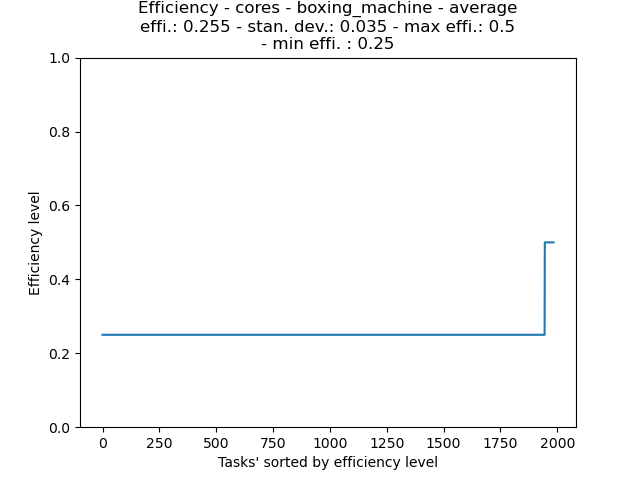 Efficiency - cores - boxing_machine - average
effi.: 0.255 - stan. dev.: 0.035 - max effi.: 0.5
- min effi. : 0.25
1.0
0.8
0.6
0.4
0.2
0.0
Efficiency level
0 250 500 750 1000 1250 1500 1750 2000
Tasks' sorted by efficiency level